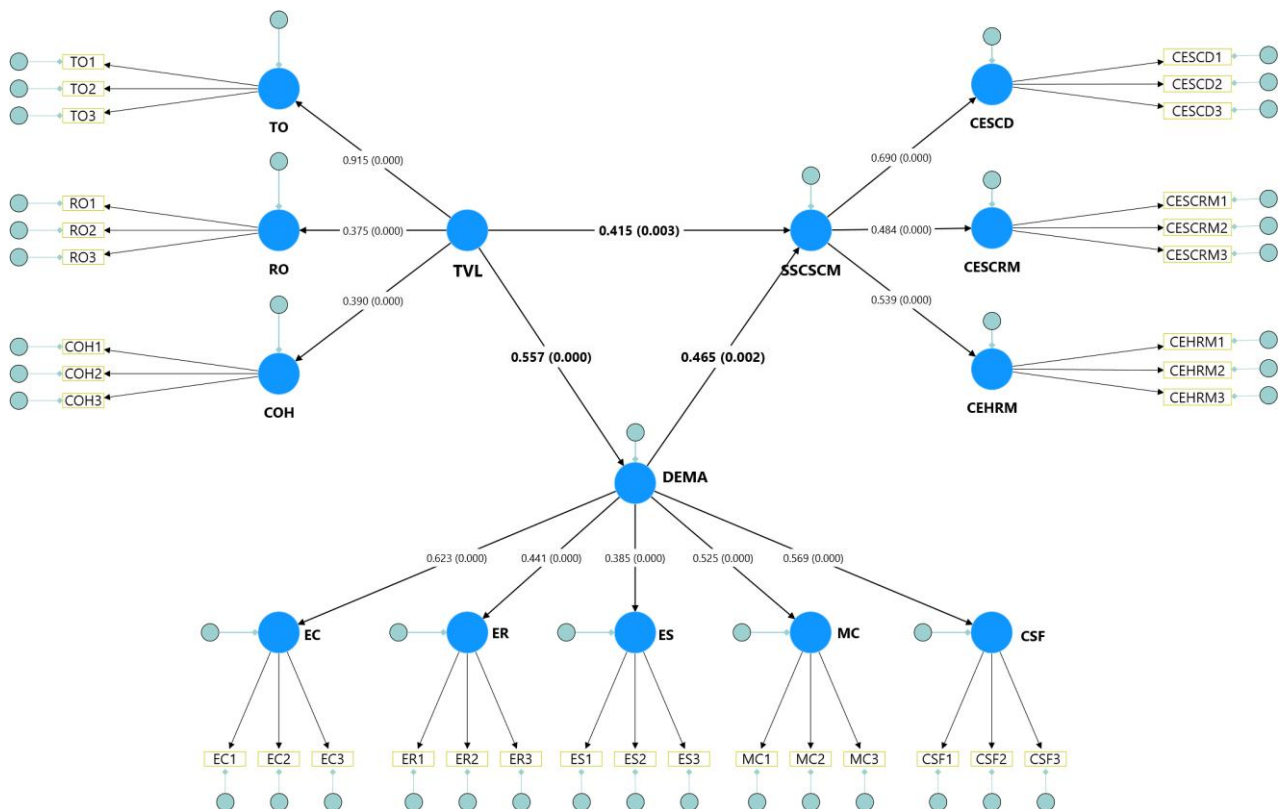 TO1
TO2
TO3
TO
0.915 (0.000)
RO1
RO2
RO3
RO
0.375 (0.000)
TVL
COH1
COH2
COH3
COH
0.390 (0.000)
0.415 (0.003)
0.557 (0.000)
0.465 (0.002)
SSCSCM
0.690 (0.000)
CESCD
CESCD1
CESCD2
CESCD3
0.484 (0.000)
CESCRM
CESCRM1
CESCRM2
CESCRM3
0.539 (0.000)
CEHRM
CEHRM1
CEHRM2
CEHRM3
DEMA
0.623 (0.000)
0.441 (0.000)
0.385 (0.000)
0.525 (0.000)
0.569 (0.000)
EC
ER
ES
MC
CSF
EC1
EC2
EC3
ER1
ER2
ER3
ES1
ES2
ES3
MC1
MC2
MC3
CSF1
CSF2
CSF3